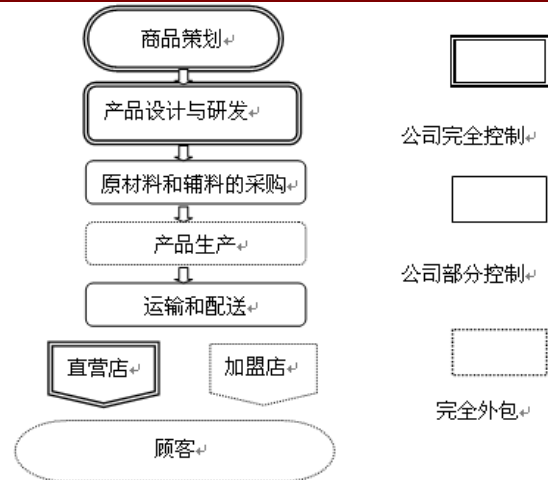 商品策划
产品设计与研发
原材料和辅料的采购
产品生产
运输和配送
直营店
加盟店
顾客
公司完全控制
公司部分控制
完全外包